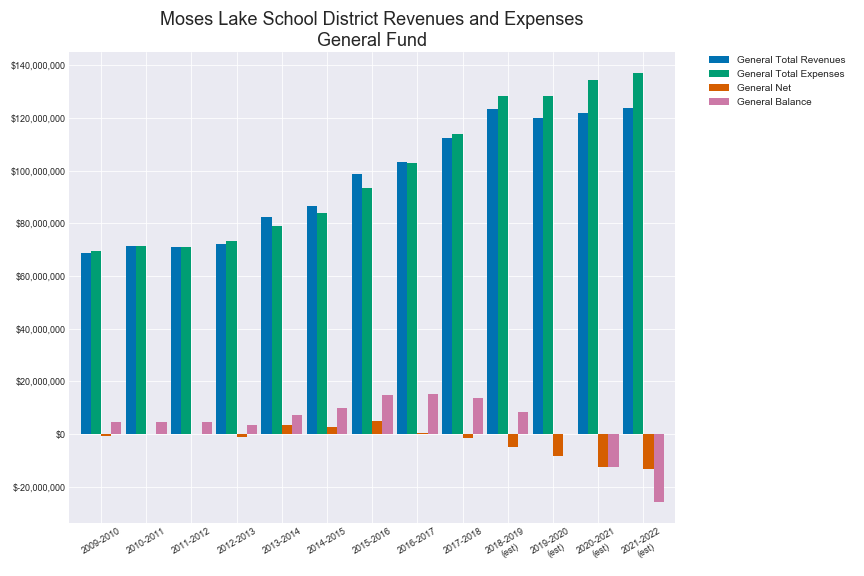 Moses Lake School District Revenues and Expenses
General Fund
General Total Revenues
General Total Expenses
General Net
General Balance
$140,000,000
$120,000,000
$100,000,000
$80,000,000
$60,000,000
$40,000,000
$20,000,000
$0
$-20,000,000
2009-2010
2010-2011
2011-2012
2012-2013
2013-2014
2014-2015
2015-2016
2016-2017
2017-2018
2018-2019
(est)
2019-2020
(est)
2020-2021
(est)
2021-2022
(est)